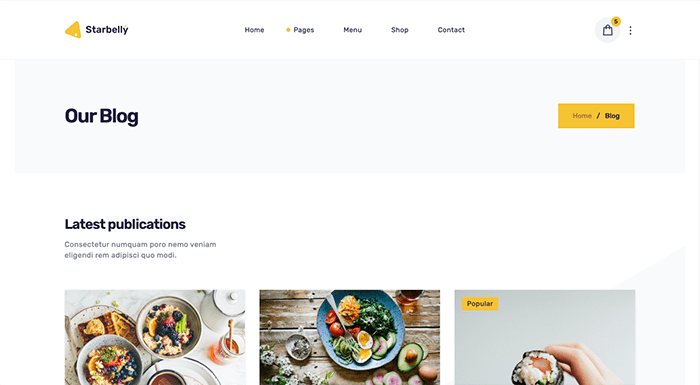 Starbelly
Home Pages Menu Shop Contact
5
Our Blog
Home / Blog
Latest publications
Consectetur numquam poro nemo veniam
eligendi rem adipisci quo modi.
Popular